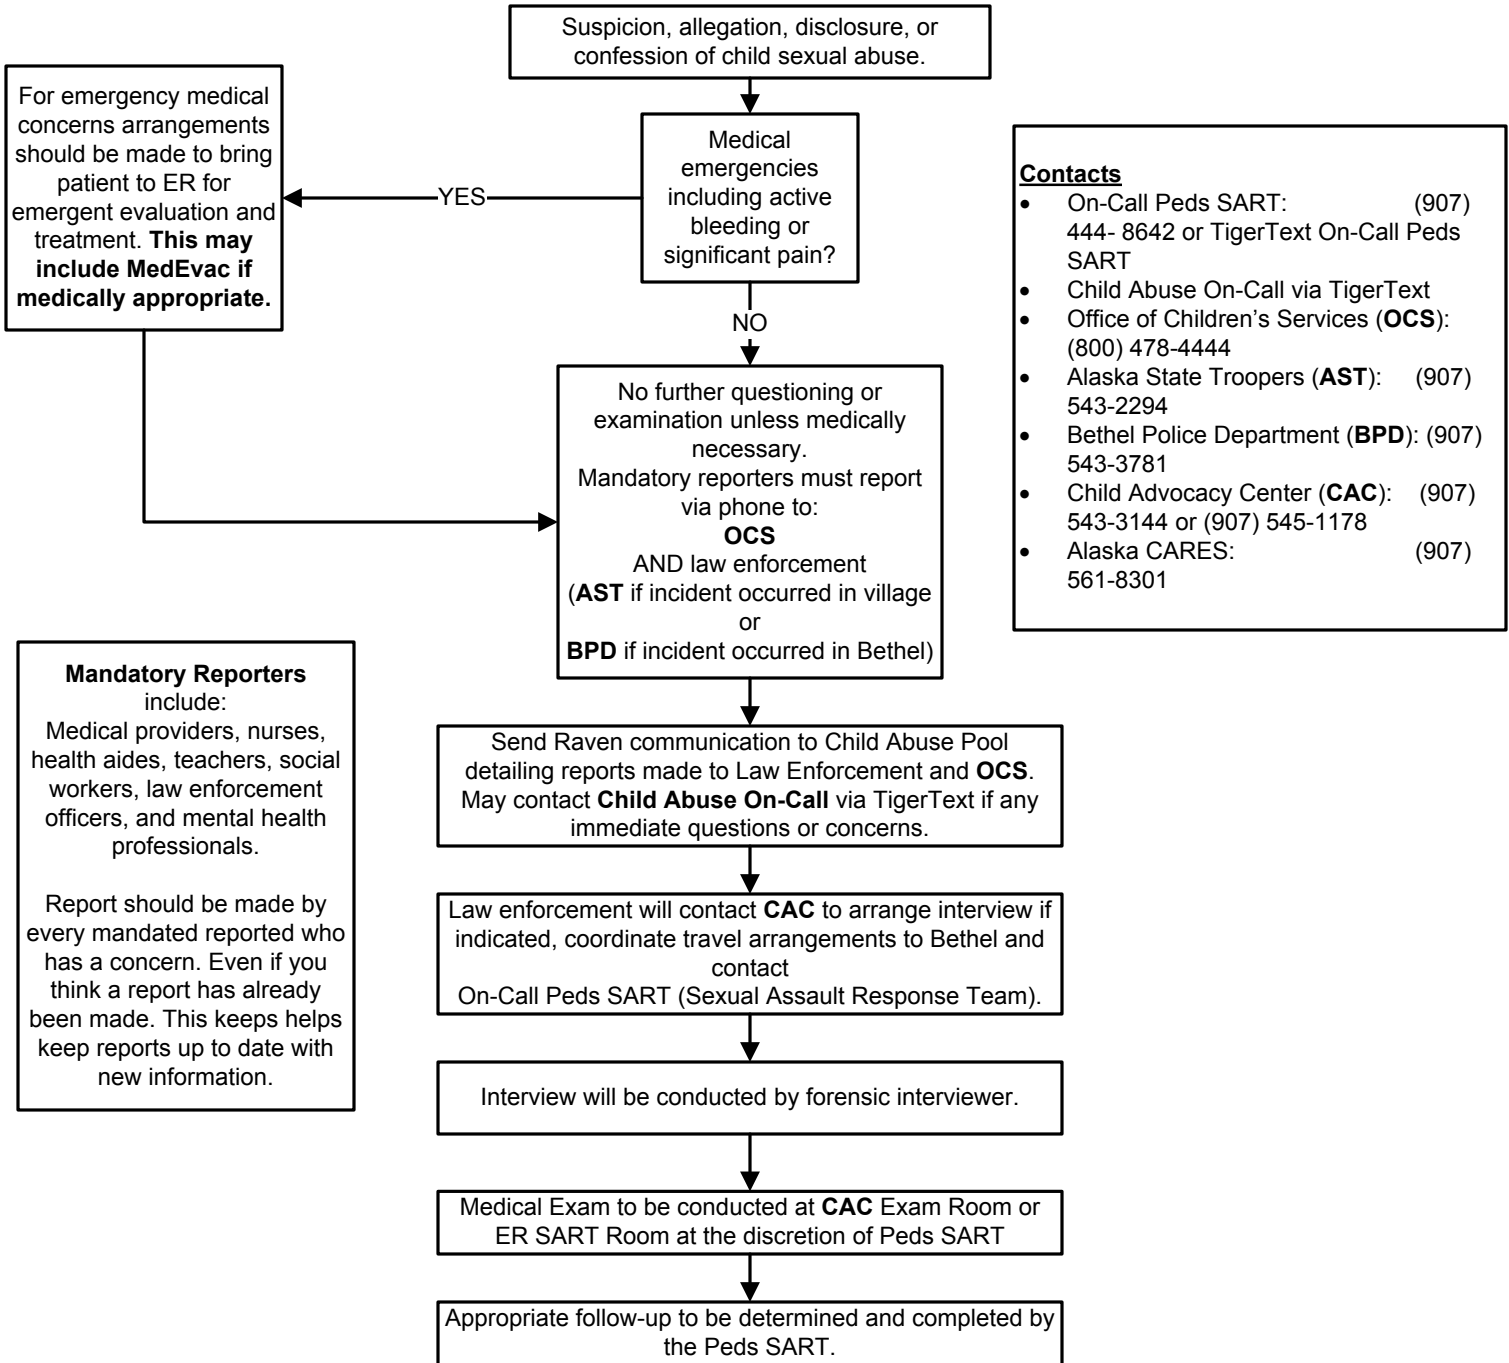 Suspicion, allegation, disclosure, or
confession of child sexual abuse.
For emergency medical
concerns arrangements
should be made to bring
patient to ER for
emergent evaluation and
treatment. This may
include MedEvac if
medically appropriate.
YES
Medical
emergencies
including active
bleeding or
significant pain?
NO
Contacts
• On-Call Peds SART: (907)
444- 8642 or TigerText On-Call Peds
SART
• Child Abuse On-Call via TigerText
• Office of Children's Services (OCS):
(800) 478-4444
• Alaska State Troopers (AST): (907)
543-2294
• Bethel Police Department (BPD): (907)
543-3781
• Child Advocacy Center (CAC): (907)
543-3144 or (907) 545-1178
• Alaska CARES: (907)
561-8301
No further questioning or
examination unless medically
necessary.
Mandatory reporters must report
via phone to:
OCS
AND law enforcement
(AST if incident occurred in village
or
BPD if incident occurred in Bethel)
Mandatory Reporters
include:
Medical providers, nurses,
health aides, teachers, social
workers, law enforcement
officers, and mental health
professionals.
Report should be made by
every mandated reported who
has a concern. Even if you
think a report has already
been made. This keeps helps
keep reports up to date with
new information.
Send Raven communication to Child Abuse Pool
detailing reports made to Law Enforcement and OCS.
May contact Child Abuse On-Call via TigerText if any
immediate questions or concerns.
Law enforcement will contact CAC to arrange interview if
indicated, coordinate travel arrangements to Bethel and
contact
On-Call Peds SART (Sexual Assault Response Team).
Interview will be conducted by forensic interviewer.
Medical Exam to be conducted at CAC Exam Room or
ER SART Room at the discretion of Peds SART
Appropriate follow-up to be determined and completed by
the Peds SART.